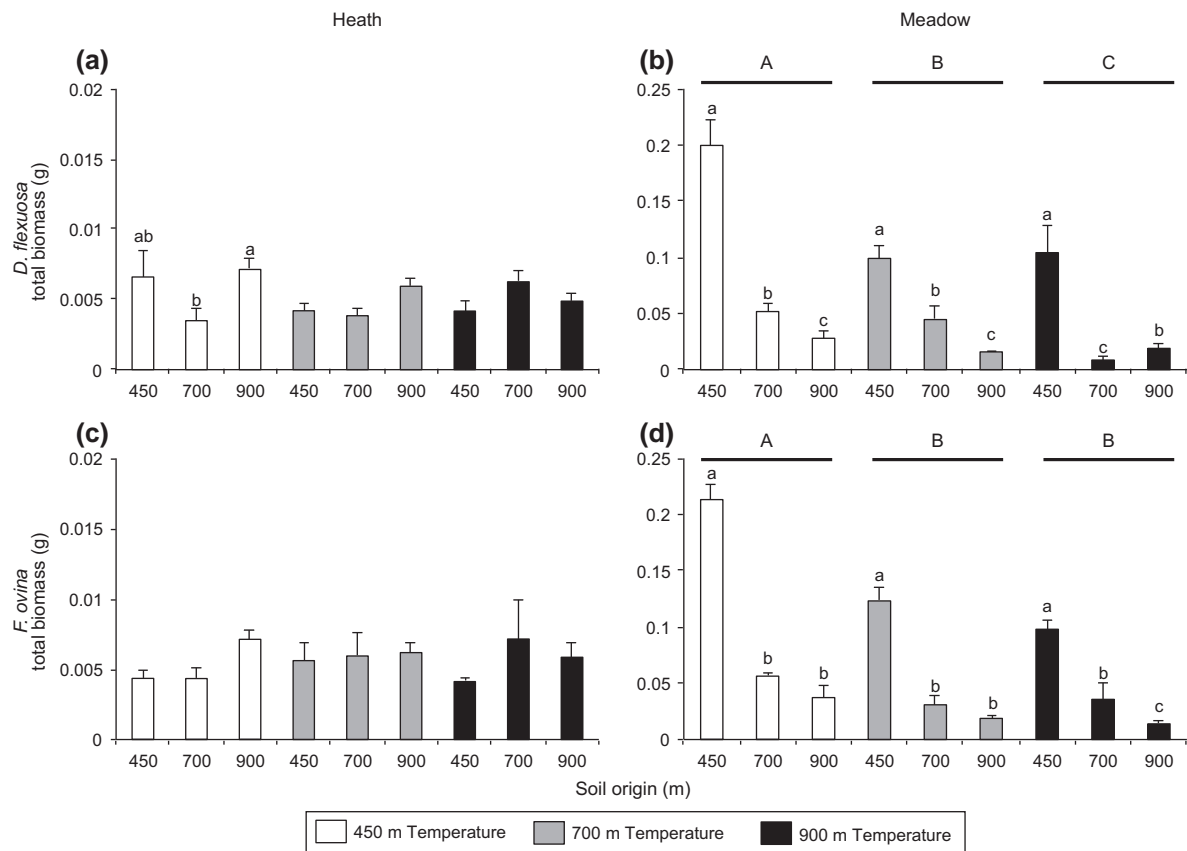 Heath
Meadow
(a)
D. flexuosa
total biomass (g)
0.02
0.015
0.01
0.005
0
ab
b
a
450 700 900 450 700 900 450 700 900
(b)
A B C
0.25
0.2
0.15
0.1
0.05
0
a
b
c
a
b
c
a
c
b
450 700 900 450 700 900 450 700 900
(c)
F. ovina
total biomass (g)
0.02
0.015
0.01
0.005
0
450 700 900 450 700 900 450 700 900
(d)
A B B
0.25
0.2
0.15
0.1
0.05
0
a
b
b
a
b
b
a
b
c
450 700 900 450 700 900 450 700 900
Soil origin (m)
450 m Temperature 700 m Temperature 900 m Temperature